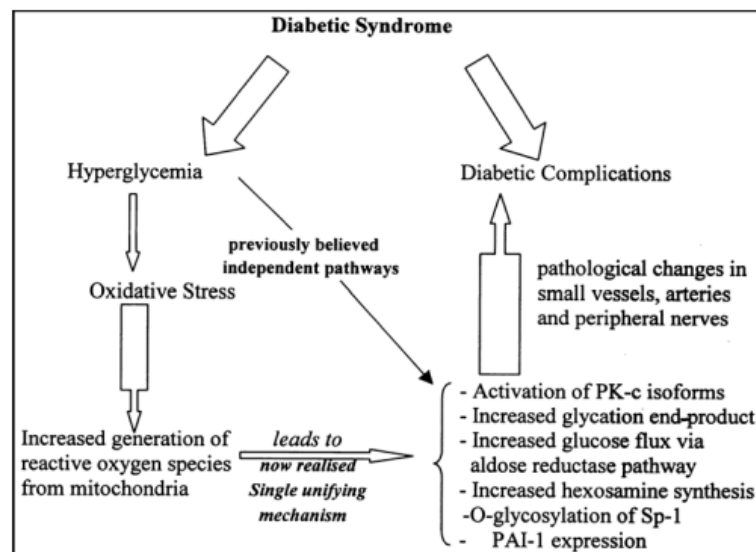 Diabetic Syndrome
Hyperglycemia
Diabetic Complications
previously believed
independent pathways
pathological changes in
small vessels, arteries
and peripheral nerves
Oxidative Stress
Increased generation of
reactive oxygen species
from mitochondria
leads to
now realised
Single unifying
mechanism
- Activation of PK-c isoforms
- Increased glycation end-product
- Increased glucose flux via
aldose reductase pathway
- Increased hexosamine synthesis
-O-glycosylation of Sp-1
- PAI-1 expression